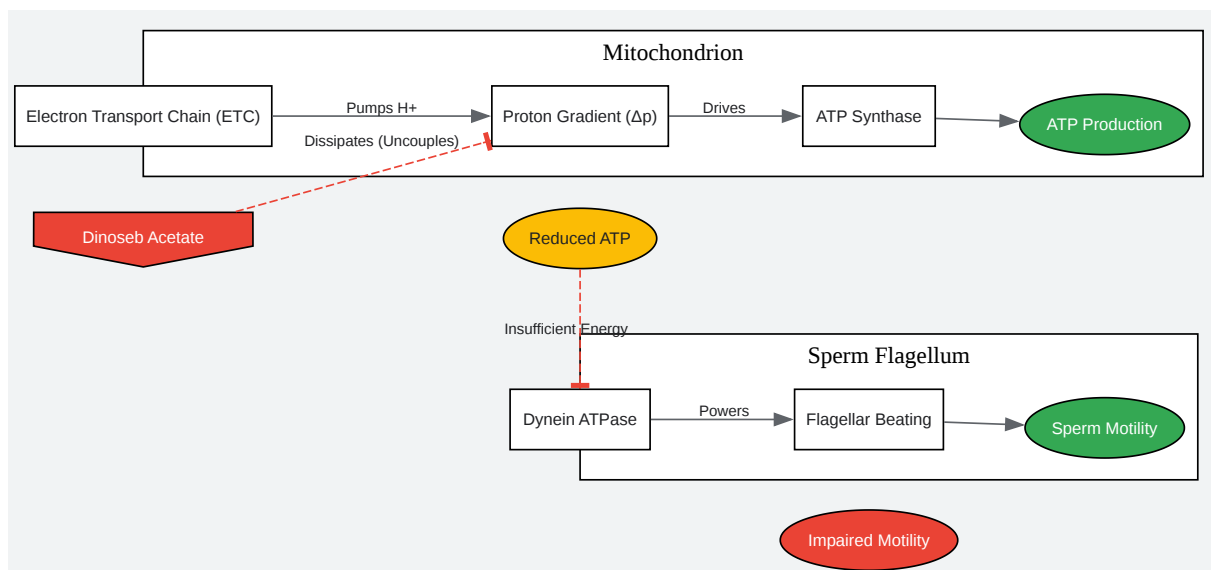 Mitochondrion
Electron Transport Chain (ETC)
Pumps H+
Proton Gradient (Δp)
Drives
ATP Synthase
ATP Production
Dissipates (Uncouples)
Dinoseb Acetate
Reduced ATP
Insufficient Energy
Sperm Flagellum
Dynein ATPase
Powers
Flagellar Beating
Sperm Motility
Impaired Motility